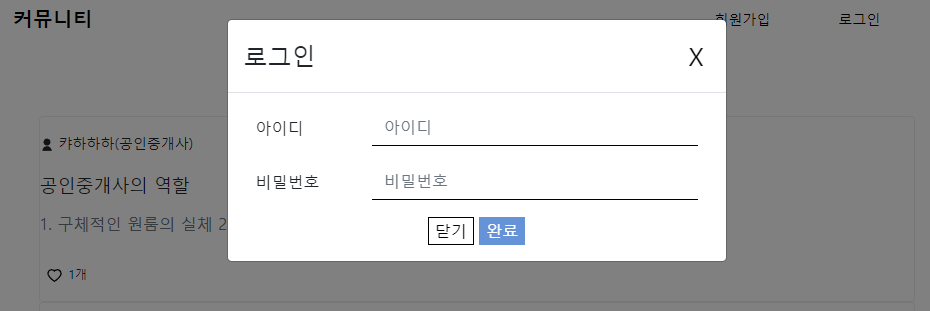 커뮤니티
회원가입 로그인
로그인 X
아이디 아이디
비밀번호 비밀번호
닫기 완료
캬하하하(공인중개사)
공인중개사의 역할
1. 구체적인 원룸의 실체 2
1개